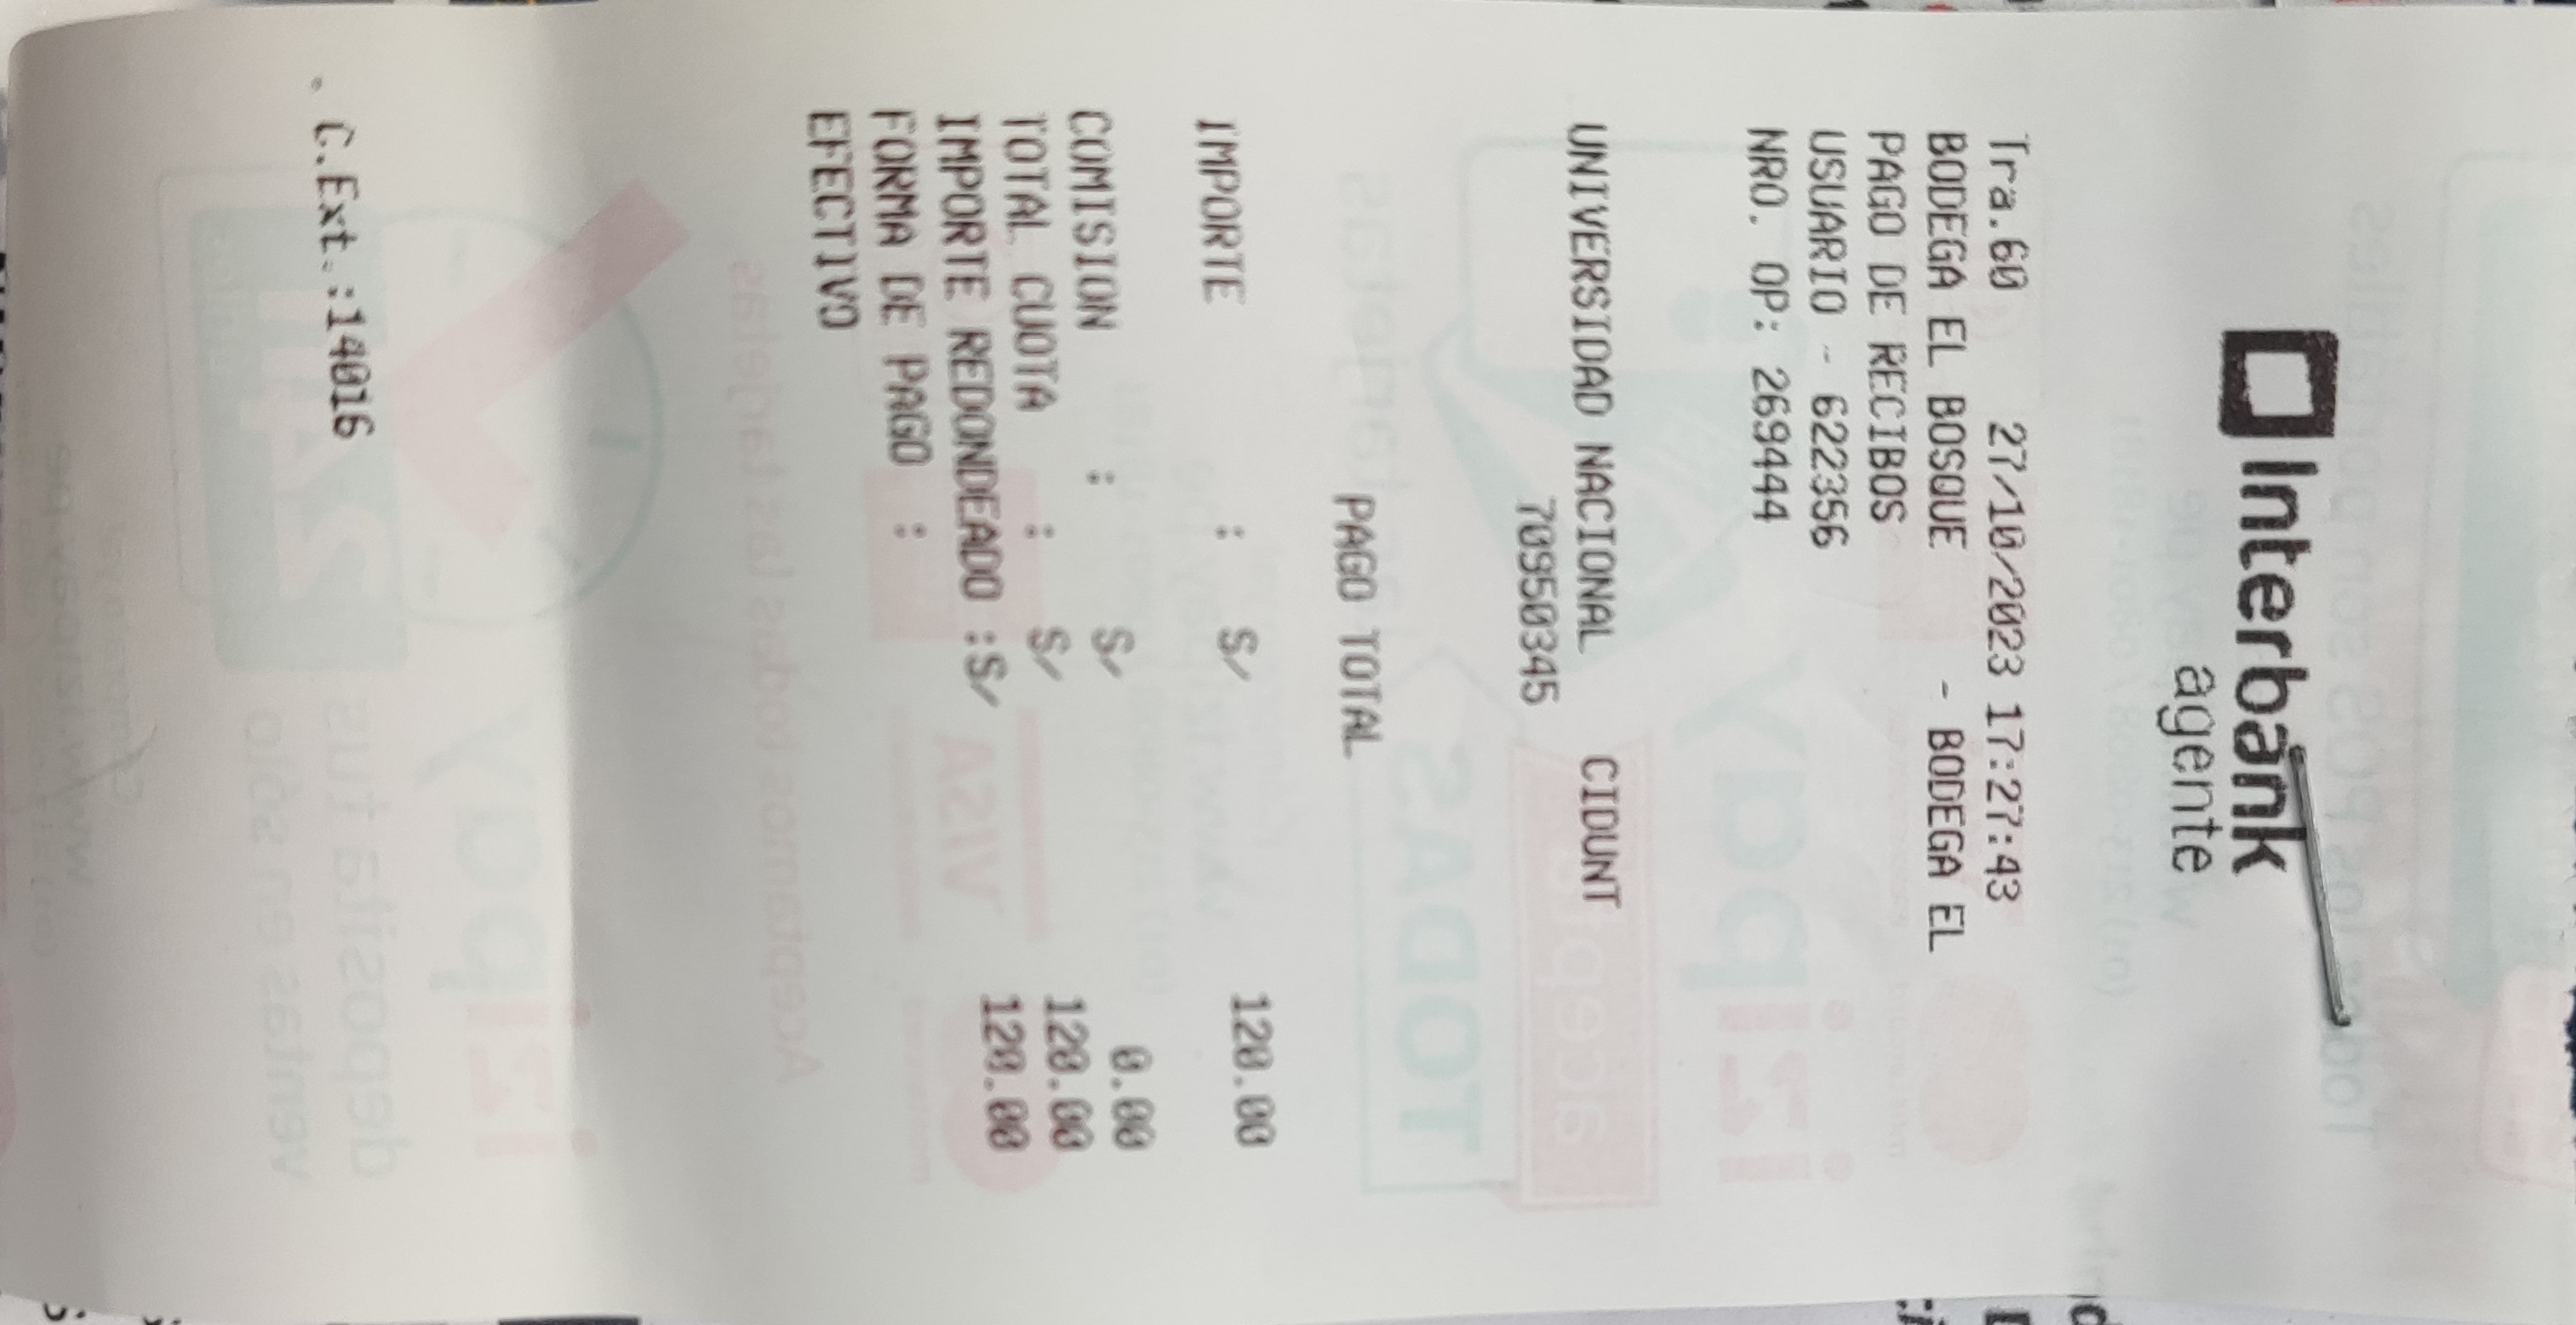 Interbank
agente
Tra.60 27/10/2023 17:27:43
BODEGA EL BOSQUE - BODEGA EL
PAGO DE RECIBOS
USUARIO - 622356
NRO. OP: 269444
UNIVERSIDAD NACIONAL CIDUNT
70950345
PAGO TOTAL
IMPORTE : S/ 120.00
COMISION : S/ 0.00
TOTAL CUOTA : S/ 120.00
IMPORTE REDONDEADO :S/ 120.00
FORMA DE PAGO :
EFECTIVO
. C.Ext.:14016